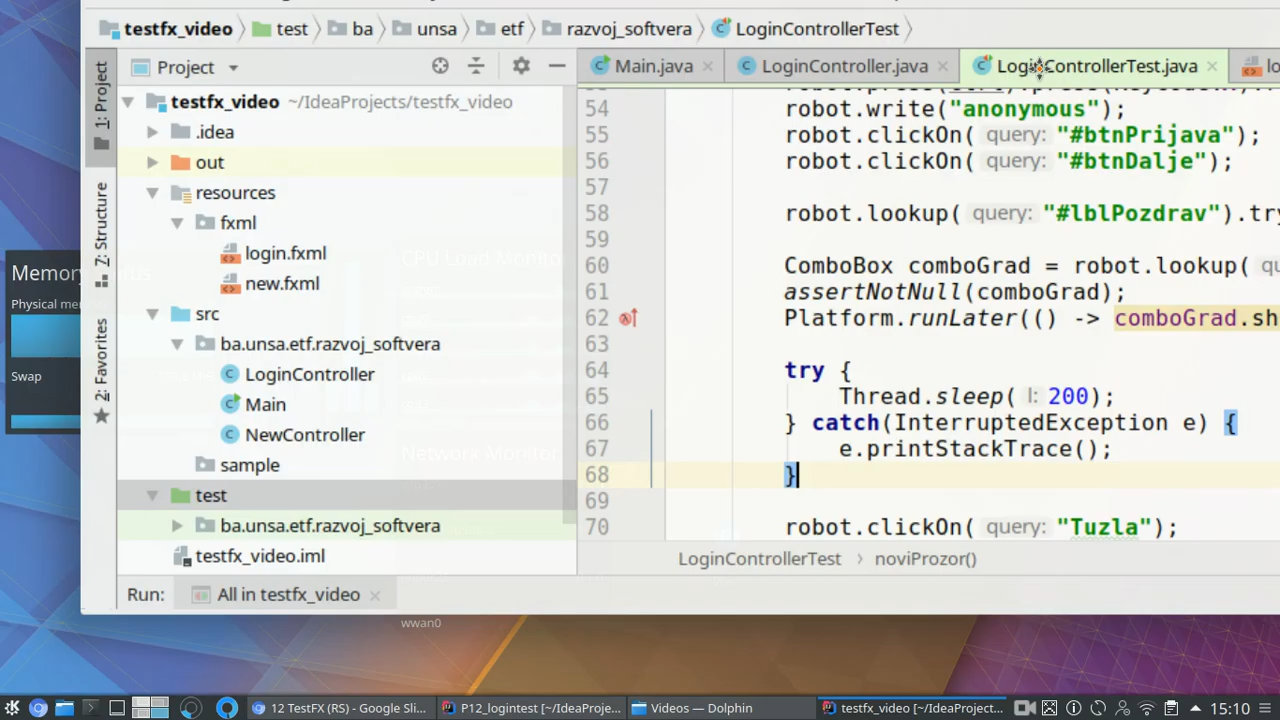 testfx_video test ba unsa etf razvoj_softvera LoginControllerTest
1: Project
7: Structure
2: Favorites
Project
testfx_video ~/IdeaProjects/testfx_video
.idea
out
resources
fxml
login.fxml
new.fxml
src
ba.unsa.etf.razvoj_softvera
LoginController
Main
NewController
sample
test
ba.unsa.etf.razvoj_softvera
testfx_video.iml
Main.java LoginController.java LoginControllerTest.java
54 robot.write("anonymous");
55 robot.clickOn( query: "#btnPrijava");
56 robot.clickOn( query: "#btnDalje");
57
58 robot.lookup( query: "#lblPozdrav").try
59
60 ComboBox comboGrad = robot.lookup(
61 assertNotNull(comboGrad);
62 Platform.runLater(() -> comboGrad.sh
63
64 try {
65 Thread.sleep( l: 200);
66 } catch(InterruptedException e) {
67 e.printStackTrace();
68 }
69
70 robot.clickOn( query: "Tuzla");
LoginControllerTest > noviProzor()
Run: All in testfx_video
Physical
Swap
CPU Load Monitor
Network Monitor
wwan0
12 TestFX (RS) - Google Sli...
P12_logintest [~/IdeaProje...
Videos — Dolphin
testfx_video [~/IdeaProject...
15:10